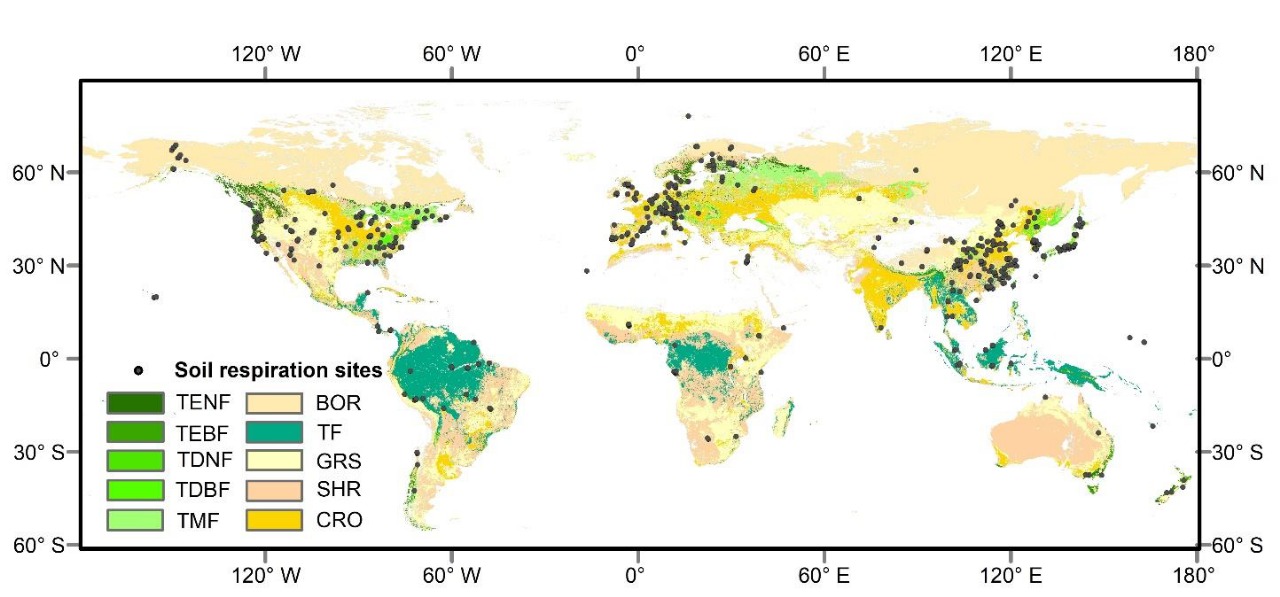 120° W 60° W 0° 60° E 120° E 180°
60° N 60° N
30° N 30° N
0° 0°
Soil respiration sites
TENF BOR
TEBF TF
30° S 30° S
TDNF GRS
TDBF SHR
TMF CRO
60° S 60° S
120° W 60° W 0° 60° E 120° E 180°